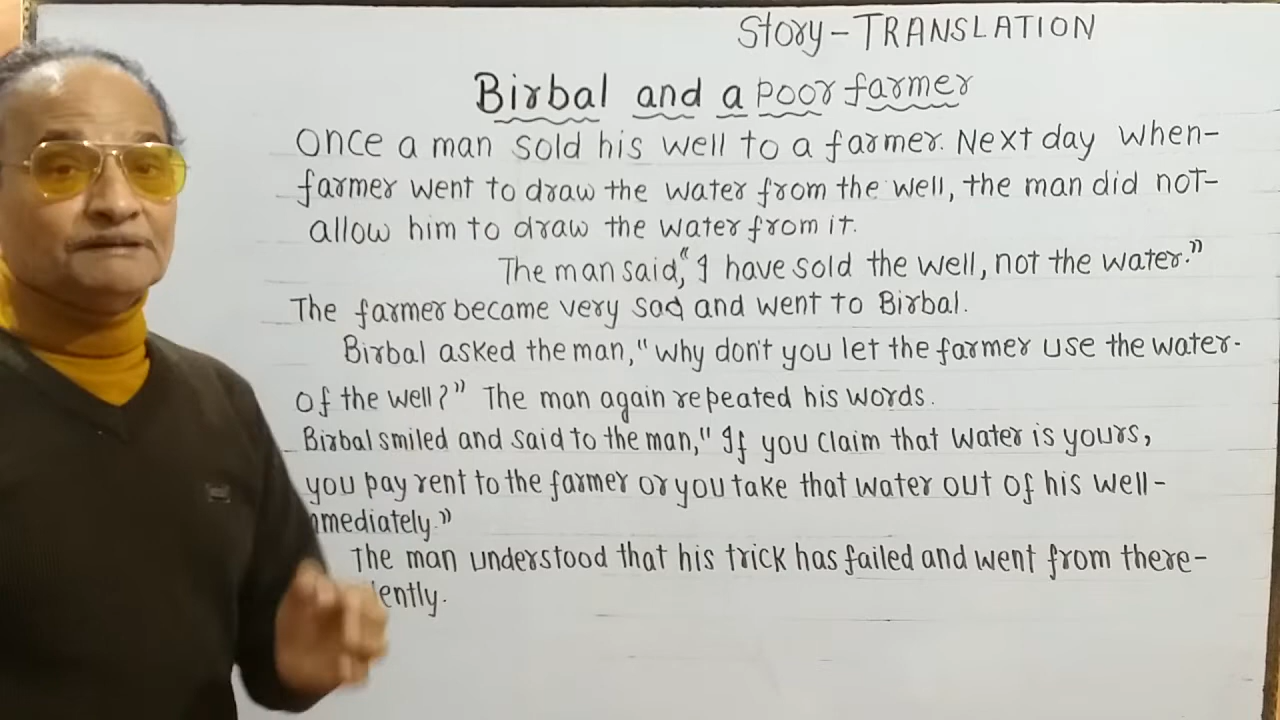 Story-TRANSLATION
Birbal and a poor farmer
Once a man sold his well to a farmer. Next day when-
farmer went to draw the water from the well, the man did not-
allow him to draw the water from it.
The man said, "I have sold the well, not the water."
The farmer became very sad and went to Birbal.
Birbal asked the man, "why don't you let the farmer use the water-
of the well?" The man again repeated his words.
Birbal smiled and said to the man, "If you claim that water is yours,
you pay rent to the farmer or you take that water out of his well-
mmediately."
The man understood that his trick has failed and went from there-
ently.